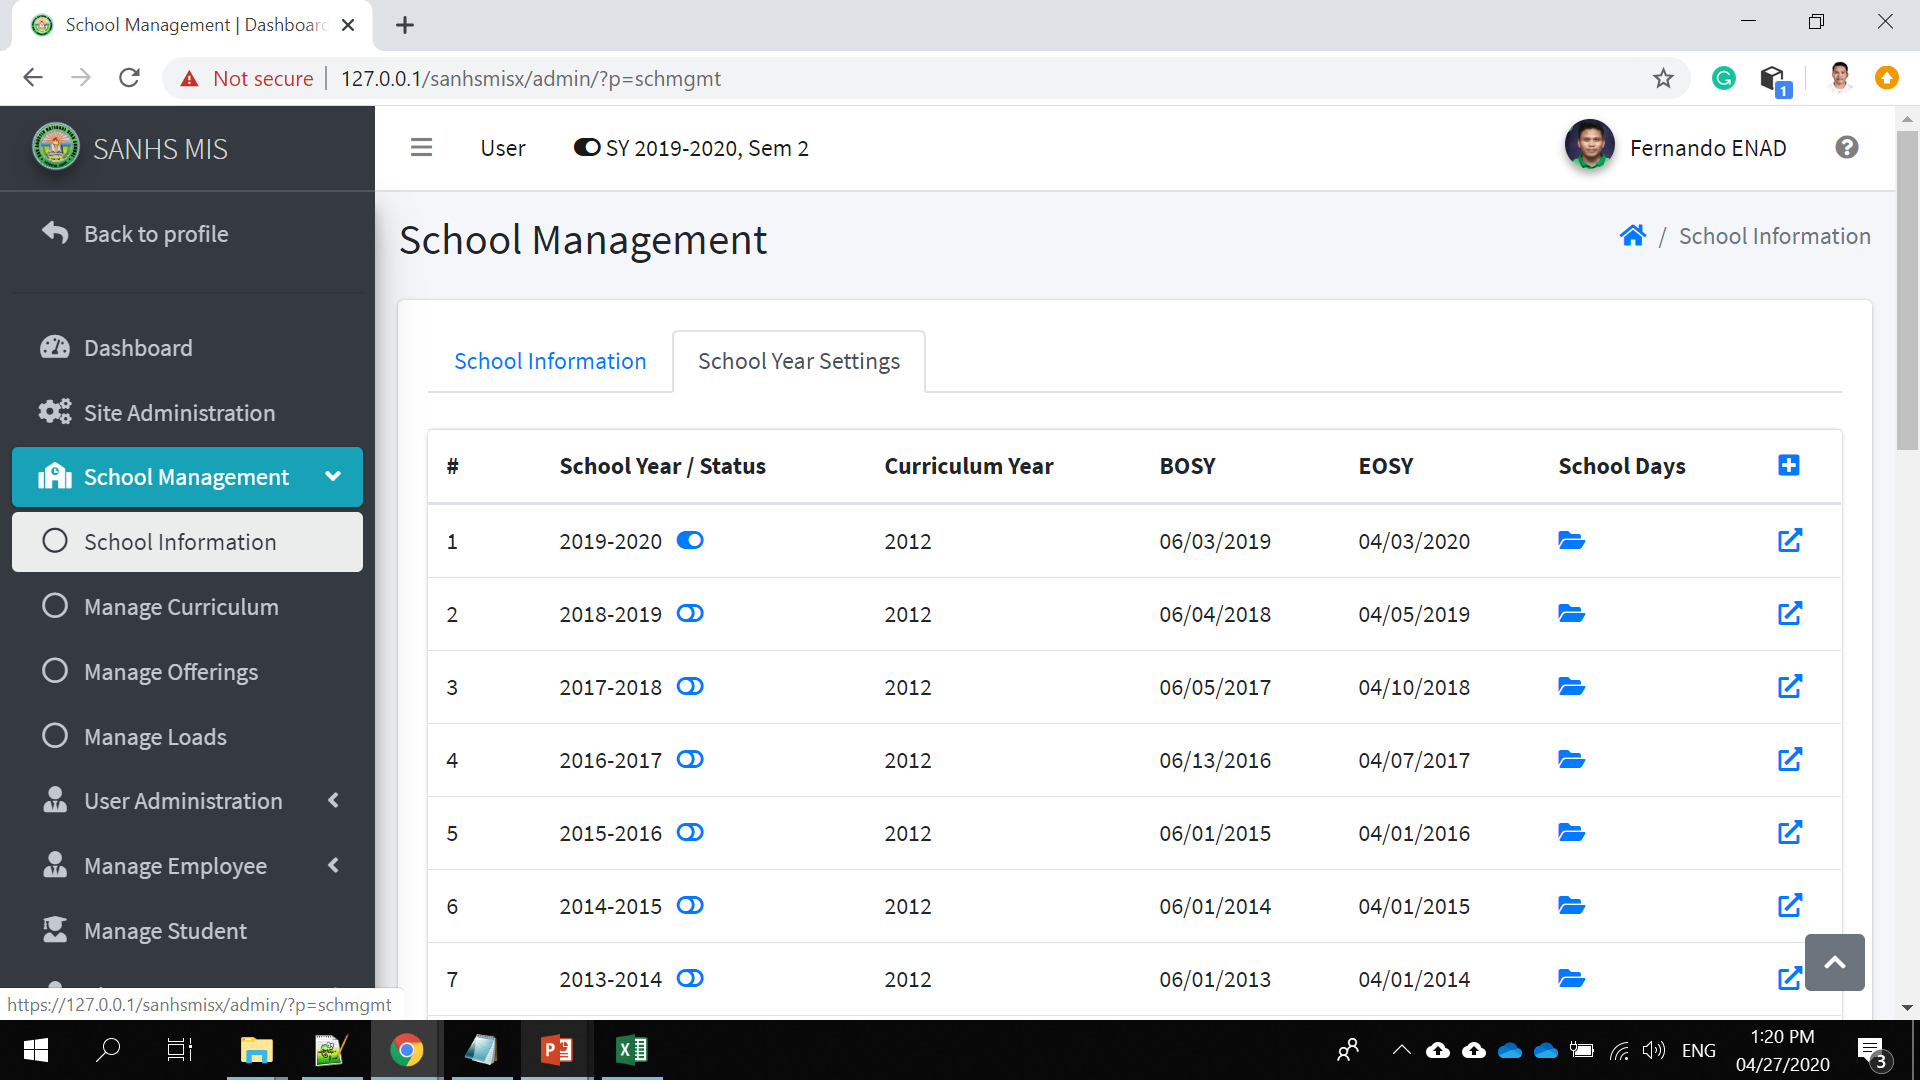 School Management | Dashboard
Not secure
127.0.0.1/sanhsmisx/admin/?p=schmgmt
1
SANHS MIS
User
SY 2019-2020, Sem 2
Fernando ENAD
Back to profile
School Management
/ School Information
Dashboard
Site Administration
School Management
School Information
Manage Curriculum
Manage Offerings
Manage Loads
User Administration
Manage Employee
Manage Student
https://127.0.0.1/sanhsmisx/admin/?p=schmgmt
School Information
School Year Settings
# School Year / Status Curriculum Year BOSY EOSY School Days
1 2019-2020 2012 06/03/2019 04/03/2020
2 2018-2019 2012 06/04/2018 04/05/2019
3 2017-2018 2012 06/05/2017 04/10/2018
4 2016-2017 2012 06/13/2016 04/07/2017
5 2015-2016 2012 06/01/2015 04/01/2016
6 2014-2015 2012 06/01/2014 04/01/2015
7 2013-2014 2012 06/01/2013 04/01/2014
ENG
1:20 PM
04/27/2020
3